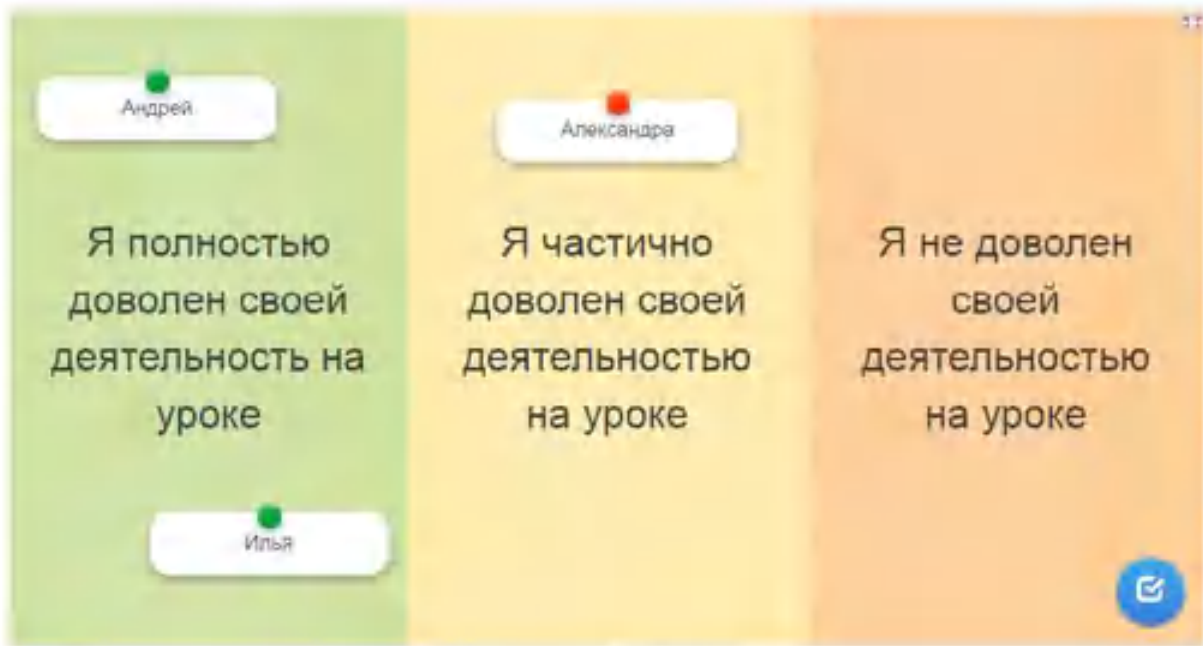 Андрей
Я полностью
доволен своей
деятельность на
уроке
Илья
Александра
Я частично
доволен своей
деятельностью
на уроке
Я не доволен
своей
деятельностью
на уроке